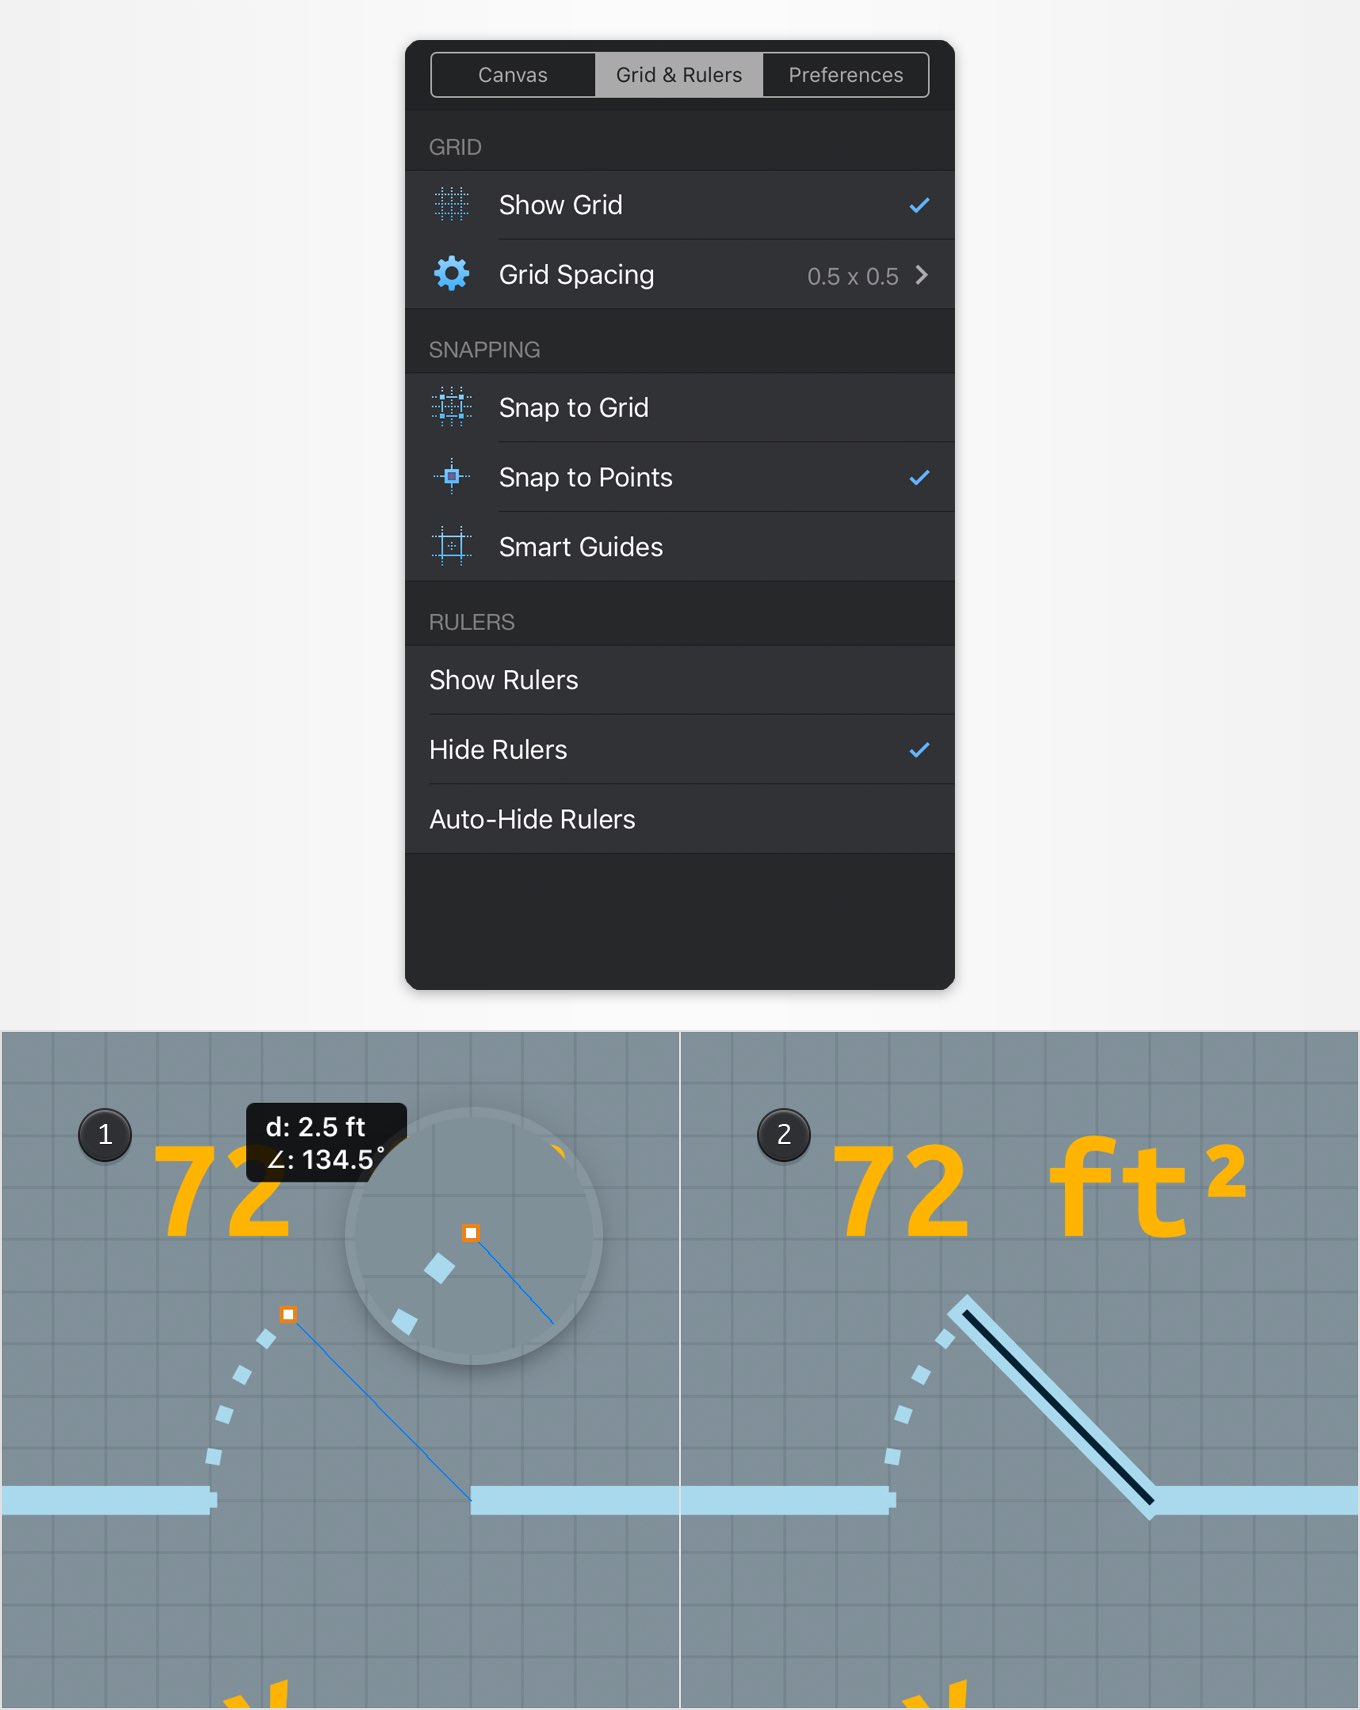 Canvas
Grid & Rulers
Preferences
GRID
Show Grid
Grid Spacing
0.5 x 0.5
SNAPPING
Snap to Grid
Snap to Points
Smart Guides
RULERS
Show Rulers
Hide Rulers
Auto-Hide Rulers
1
d: 2.5 ft
∠: 134.5°
72
2
72 ft²